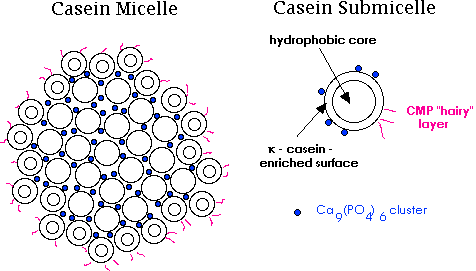 Casein Micelle
Casein Submicelle
hydrophobic core
CMP "hairy"
layer
κ - casein -
enriched surface
Ca9(PO4)6 cluster